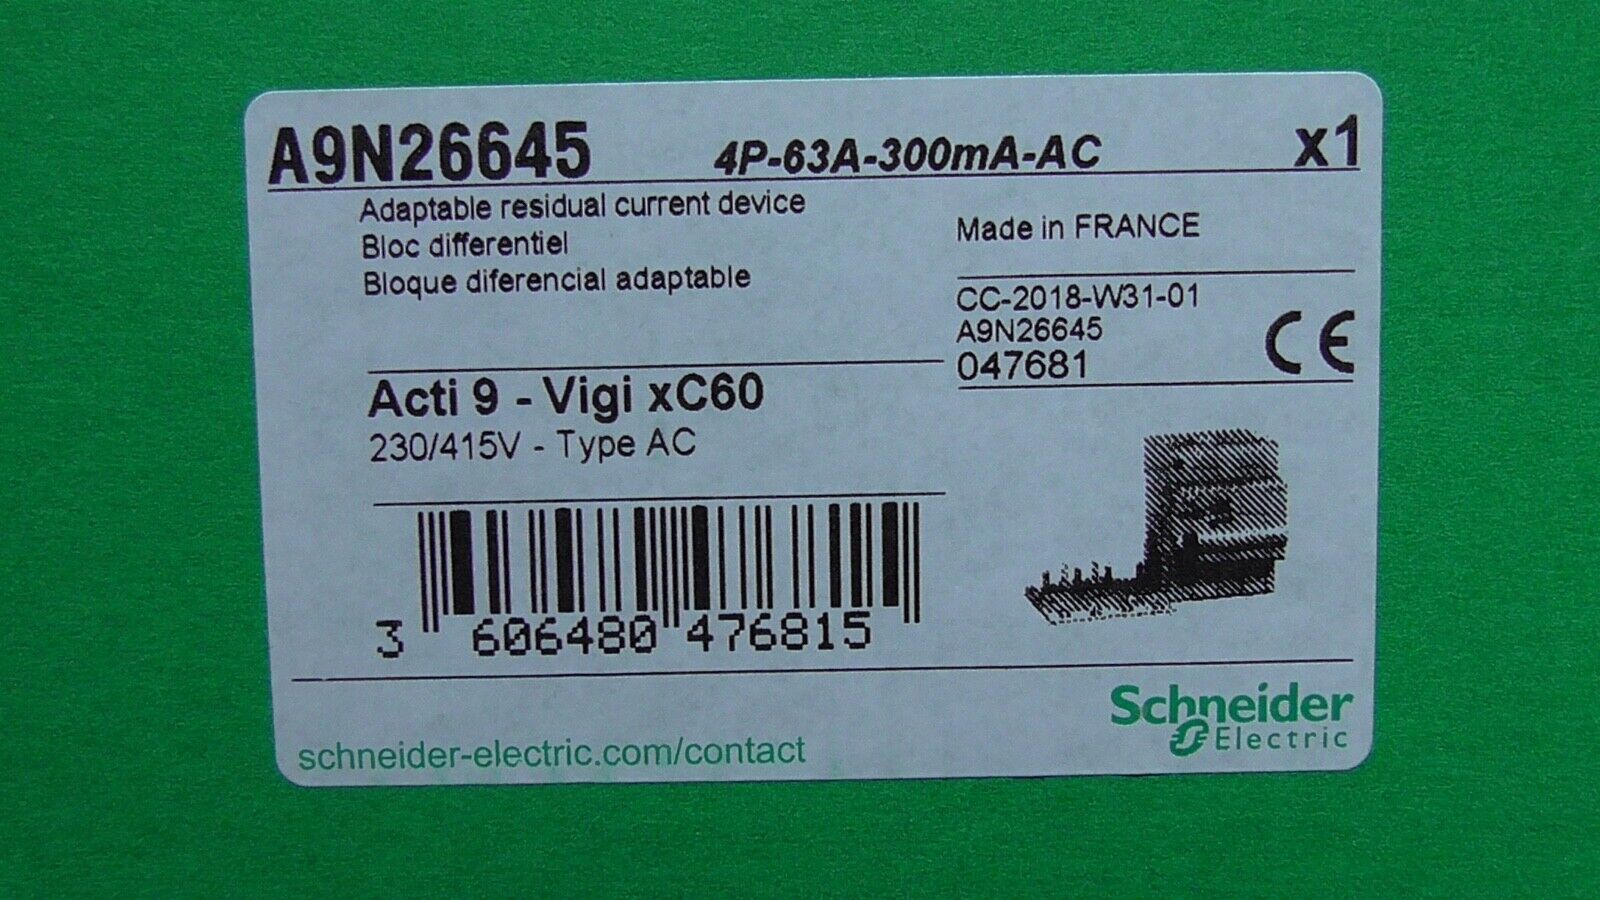 A9N26645 4P-63A-300mA-AC x1
Adaptable residual current device
Bloc differentiel
Bloque diferencial adaptable
Made in FRANCE
CC-2018-W31-01
A9N26645
047681
CE
Acti 9 - Vigi xC60
230/415V - Type AC
3 606480 476815
schneider-electric.com/contact
Schneider
Electric